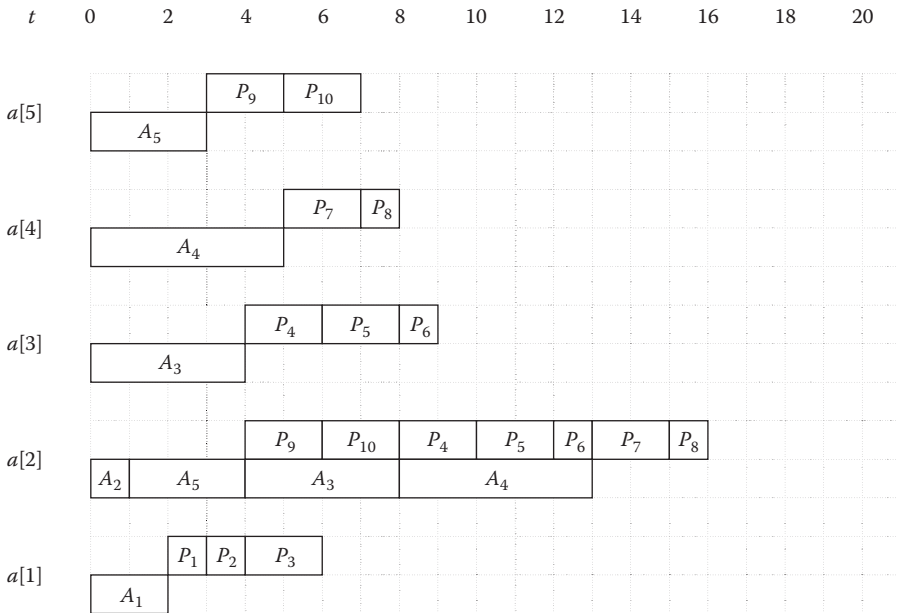 t 0 2 4 6 8 10 12 14 16 18 20
P₉ P₁₀
a[5]
A₅
P₇ P₈
a[4]
A₄
P₄ P₅ P₆
a[3]
A₃
P₉ P₁₀ P₄ P₅ P₆ P₇ P₈
a[2]
A₂ A₅ A₃ A₄
P₁ P₂ P₃
a[1]
A₁